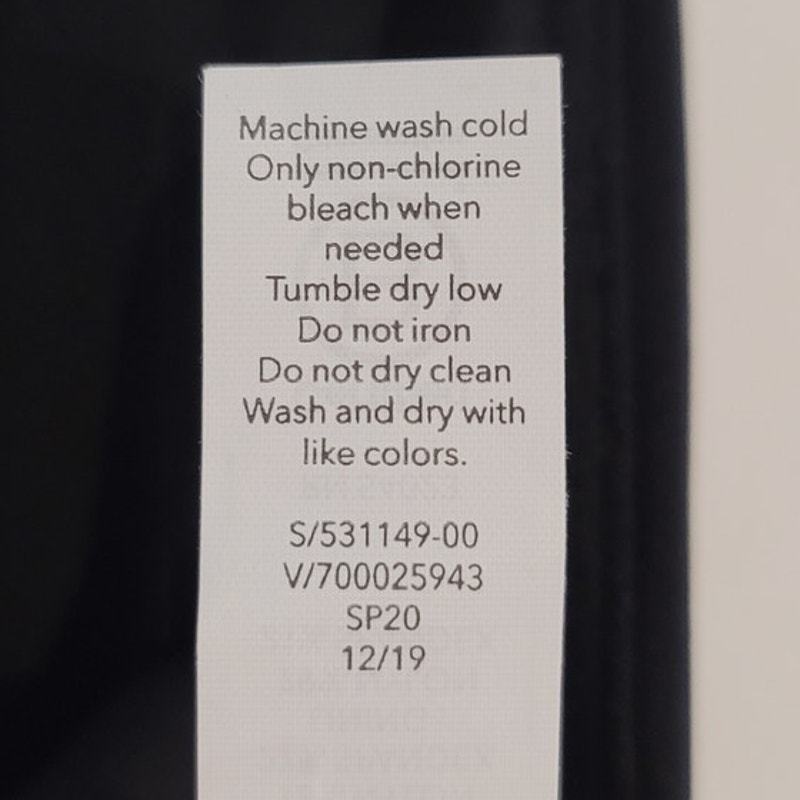 Machine wash cold
Only non-chlorine
bleach when
needed
Tumble dry low
Do not iron
Do not dry clean
Wash and dry with
like colors.
S/531149-00
V/700025943
SP20
12/19